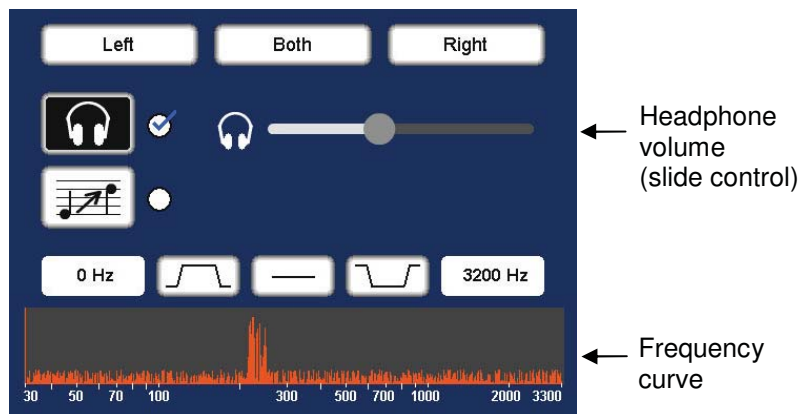 Left Both Right
Headphone
volume
(slide control)
0 Hz 3200 Hz
Frequency
curve
30 50 70 100 300 500 700 1000 2000 3300